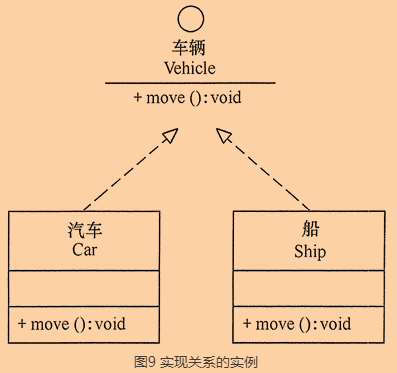 车辆
Vehicle
+ move ():void
汽车
Car
+ move ():void
船
Ship
+ move ():void
图9 实现关系的实例